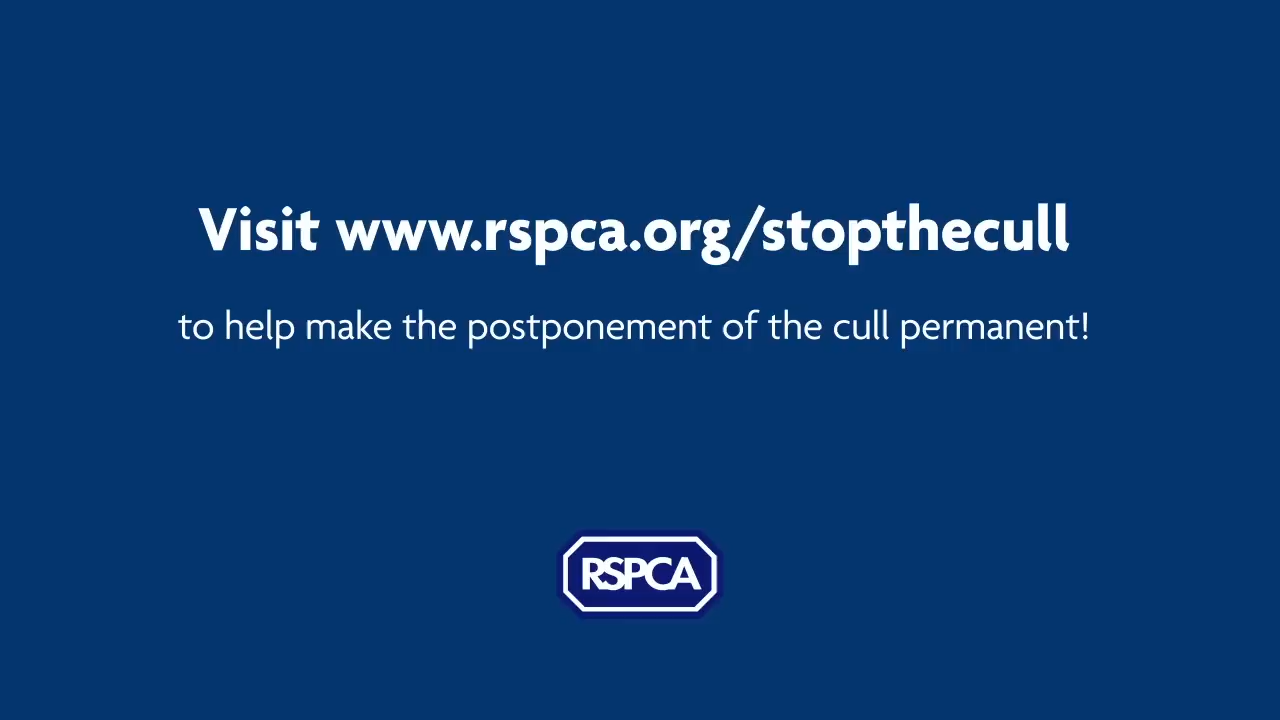 Visit www.rspca.org/stopthecull
to help make the postponement of the cull permanent!
RSPCA